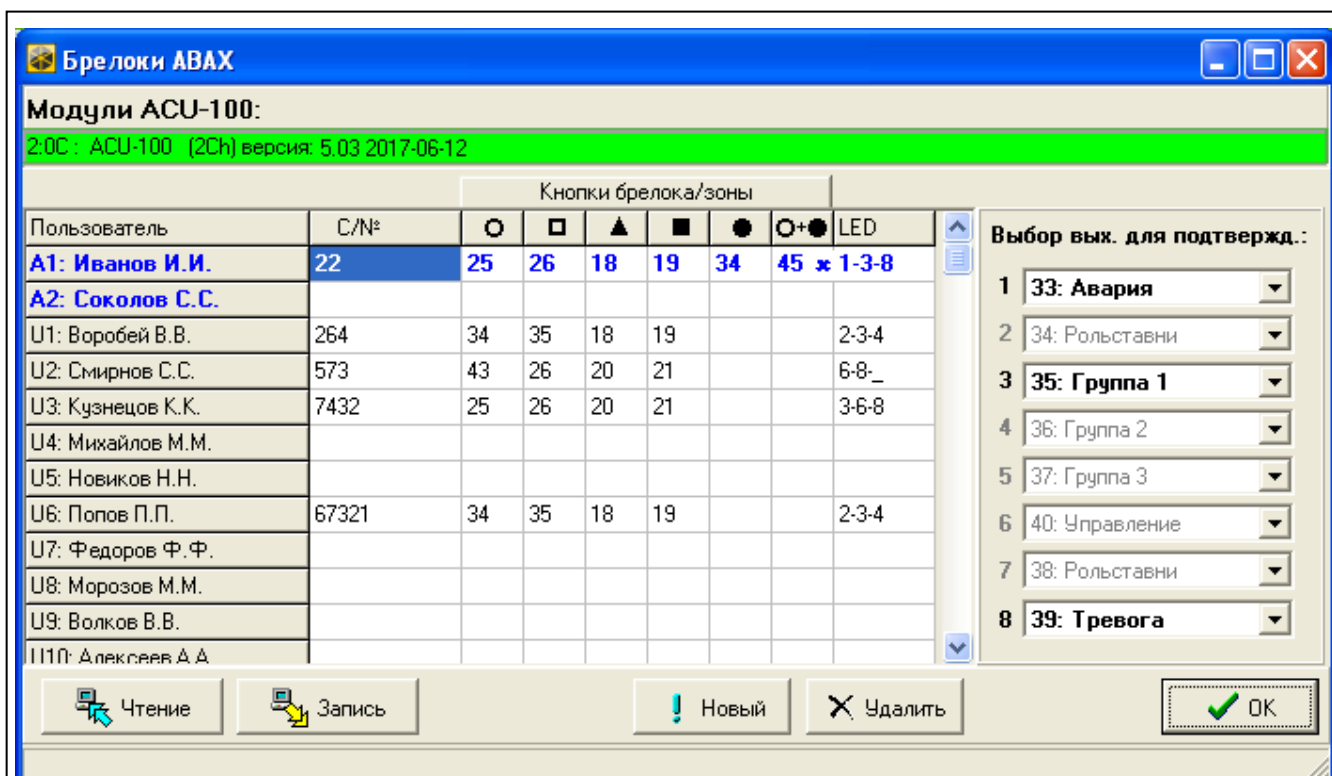 Брелоки ABAX
Модули ACU-100:
2:0C : ACU-100 (2Ch) версия: 5.03 2017-06-12
Кнопки брелока/зоны
Пользователь С/№ O+● LED
A1: Иванов И.И. 22 25 26 18 19 34 45 x 1-3-8
A2: Соколов С.С.
U1: Воробей В.В. 264 34 35 18 19 2-3-4
U2: Смирнов С.С. 573 43 26 20 21 6-8-_
U3: Кузнецов К.К. 7432 25 26 20 21 3-6-8
U4: Михайлов М.М.
U5: Новиков Н.Н.
U6: Попов П.П. 67321 34 35 18 19 2-3-4
U7: Федоров Ф.Ф.
U8: Морозов М.М.
U9: Волков В.В.
U10: Алексеев А.А
Выбор вых. для подтвержд.:
1 33: Авария
2 34: Рольставни
3 35: Группа 1
4 36: Группа 2
5 37: Группа 3
6 40: Управление
7 38: Рольставни
8 39: Тревога
Чтение Запись ! Новый Удалить OK